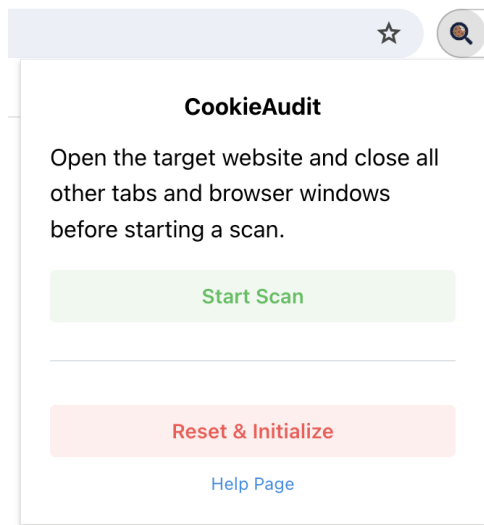 CookieAudit
Open the target website and close all
other tabs and browser windows
before starting a scan.
Start Scan
Reset & Initialize
Help Page